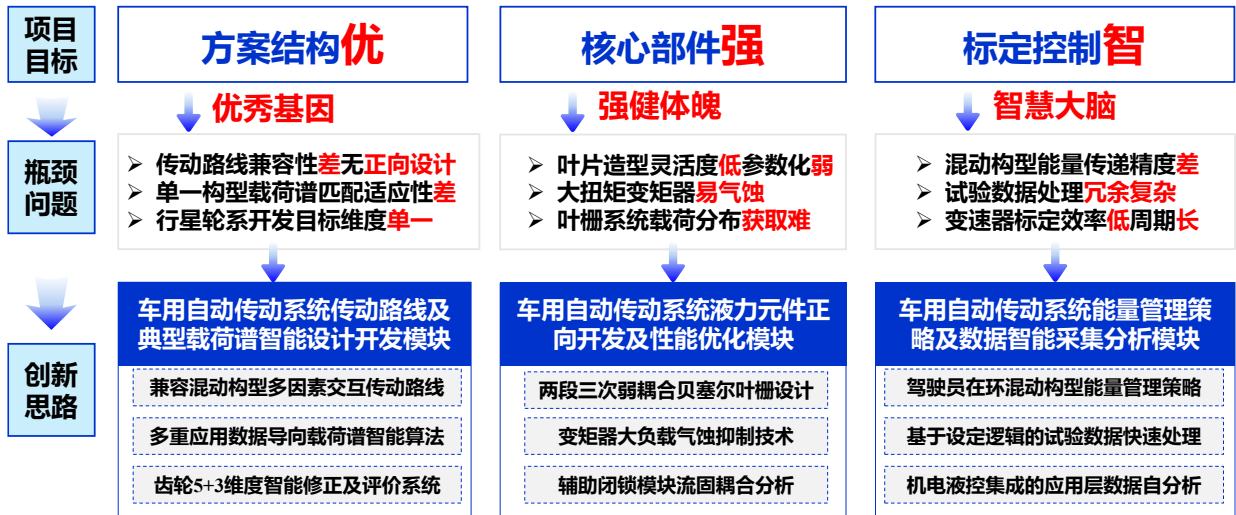 项目
目标
方案结构优
核心部件强
标定控制智
优秀基因
强健体魄
智慧大脑
瓶颈
问题
➢ 传动路线兼容性差无正向设计
➢ 单一构型载荷谱匹配适应性差
➢ 行星轮系开发目标维度单一
➢ 叶片造型灵活度低参数化弱
➢ 大扭矩变矩器易气蚀
➢ 叶栅系统载荷分布获取难
➢ 混动构型能量传递精度差
➢ 试验数据处理冗余复杂
➢ 变速器标定效率低周期长
创新
思路
车用自动传动系统传动路线及
典型载荷谱智能设计开发模块
兼容混动构型多因素交互传动路线
多重应用数据导向载荷谱智能算法
齿轮5+3维度智能修正及评价系统
车用自动传动系统液力元件正
向开发及性能优化模块
两段三次弱耦合贝塞尔叶栅设计
变矩器大负载气蚀抑制技术
辅助闭锁模块流固耦合分析
车用自动传动系统能量管理策
略及数据智能采集分析模块
驾驶员在环混动构型能量管理策略
基于设定逻辑的试验数据快速处理
机电液控集成的应用层数据自分析